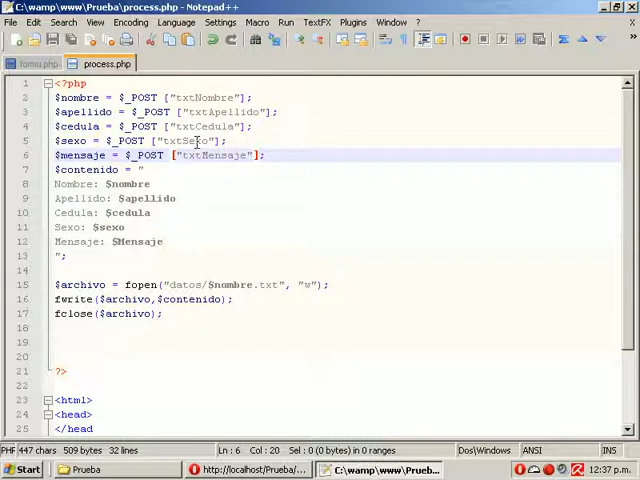 C:\wamp\www\Prueba\process.php - Notepad++
File Edit Search View Encoding Language Settings Macro Run TextFX Plugins Window ?
formu.php process.php
1 <?php
2 $nombre = $_POST ["txtNombre"];
3 $apellido = $_POST ["txtApellido"];
4 $cedula = $_POST ["txtCedula"];
5 $sexo = $_POST ["txtSexo"];
6 $mensaje = $_POST ["txtMensaje"];
7 $contenido = "
8 Nombre: $nombre
9 Apellido: $apellido
10 Cedula: $cedula
11 Sexo: $sexo
12 Mensaje: $Mensaje
13 ";
14
15 $archivo = fopen("datos/$nombre.txt", "w");
16 fwrite($archivo,$contenido);
17 fclose($archivo);
18
19
20
21 ?>
22
23 <html>
24 <head>
25 </head
PHF 447 chars 509 bytes 32 lines Ln : 6 Col : 20 Sel : 0 (0 bytes) in 0 ranges Dos\Windows ANSI INS
Start Prueba http://localhost/Prueba/... C:\wamp\www\Prueb... 12:37 p.m.